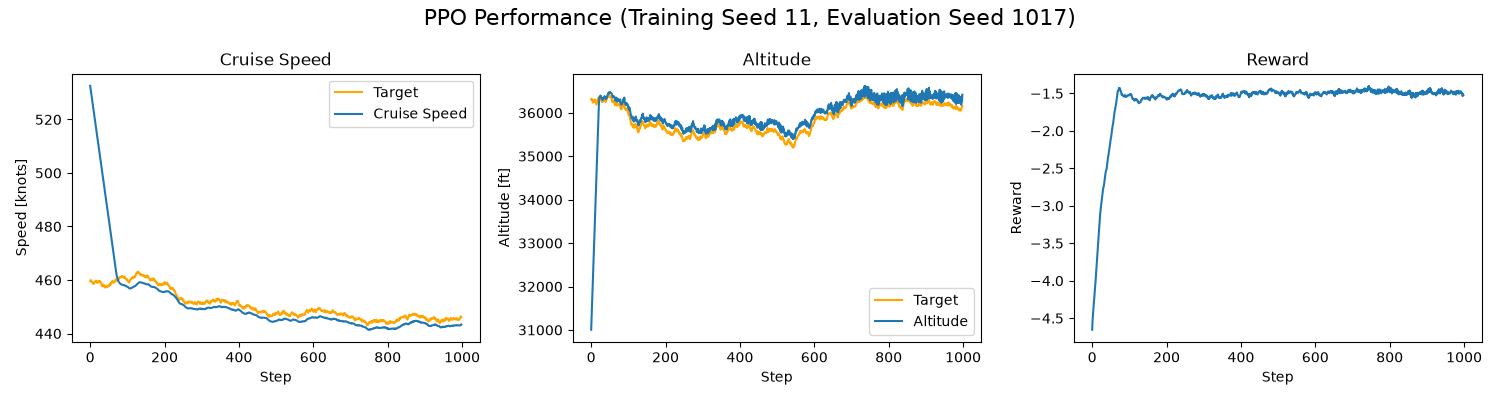 PPO Performance (Training Seed 11, Evaluation Seed 1017)
Cruise Speed
Speed [knots]
520
500
480
460
440
0 200 400 600 800 1000
Step
Target
Cruise Speed
Altitude
Altitude [ft]
36000
35000
34000
33000
32000
31000
0 200 400 600 800 1000
Step
Target
Altitude
Reward
Reward
−1.5
−2.0
−2.5
−3.0
−3.5
−4.0
−4.5
0 200 400 600 800 1000
Step